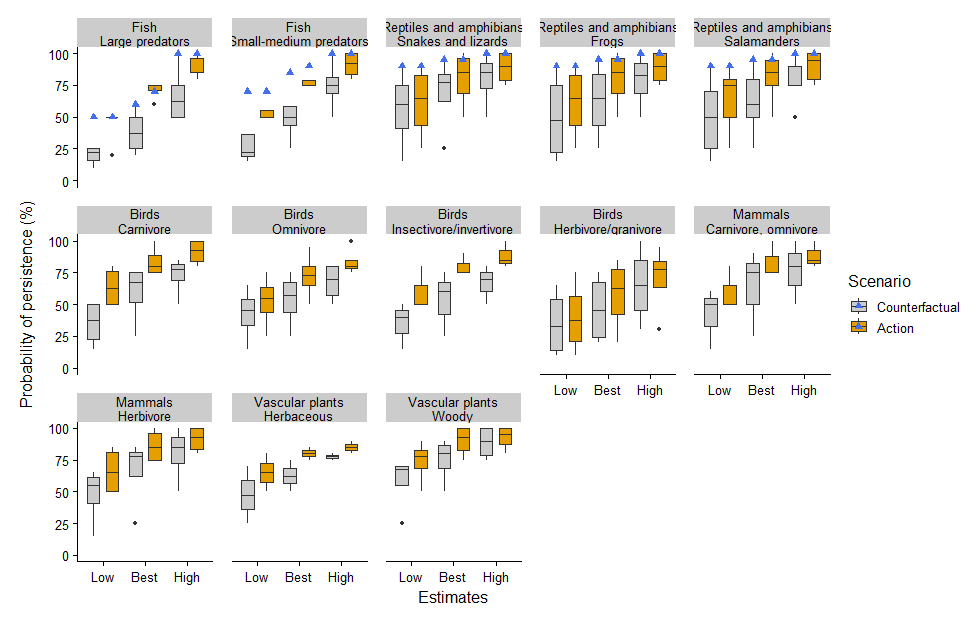 Fish
Large predators
Fish
Small-medium predators
Reptiles and amphibians
Snakes and lizards
Reptiles and amphibians
Frogs
Reptiles and amphibians
Salamanders
100
75
50
25
0
Birds
Carnivore
Birds
Omnivore
Birds
Insectivore/invertivore
Birds
Herbivore/granivore
Mammals
Carnivore, omnivore
100
75
50
25
0
Low Best High
Low Best High
Mammals
Herbivore
Vascular plants
Herbaceous
Vascular plants
Woody
100
75
50
25
0
Low Best High
Low Best High
Low Best High
Estimates
Probability of persistence (%)
Scenario
Counterfactual
Action